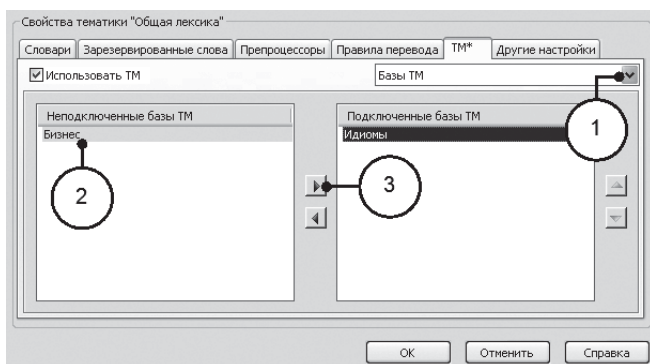 Свойства тематики "Общая лексика"
Словари Зарезервированные слова Препроцессоры Правила перевода ТМ* Другие настройки
Использовать ТМ Базы ТМ
Неподключенные базы ТМ Подключенные базы ТМ
Бизнес Идиомы
1
2 3
ОК Отменить Справка